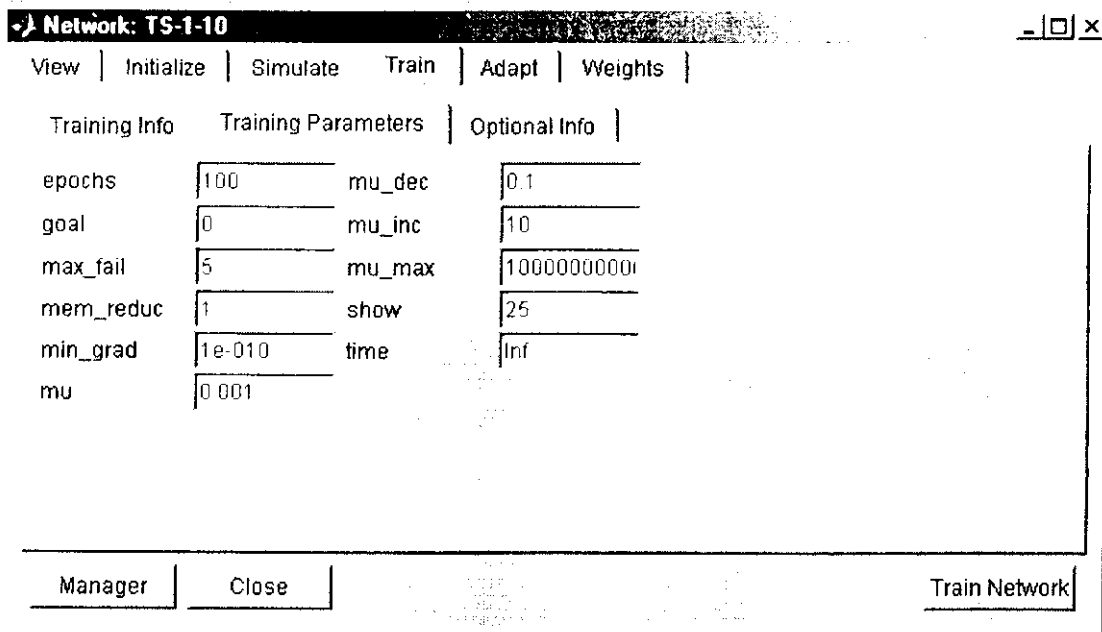 Network: TS-1-10
View Initialize Simulate Train Adapt Weights
Training Info Training Parameters Optional Info
epochs 100 mu_dec 0.1
goal 0 mu_inc 10
max_fail 5 mu_max 10000000000
mem_reduc 1 show 25
min_grad 1e-010 time Inf
mu 0.001
Manager Close Train Network